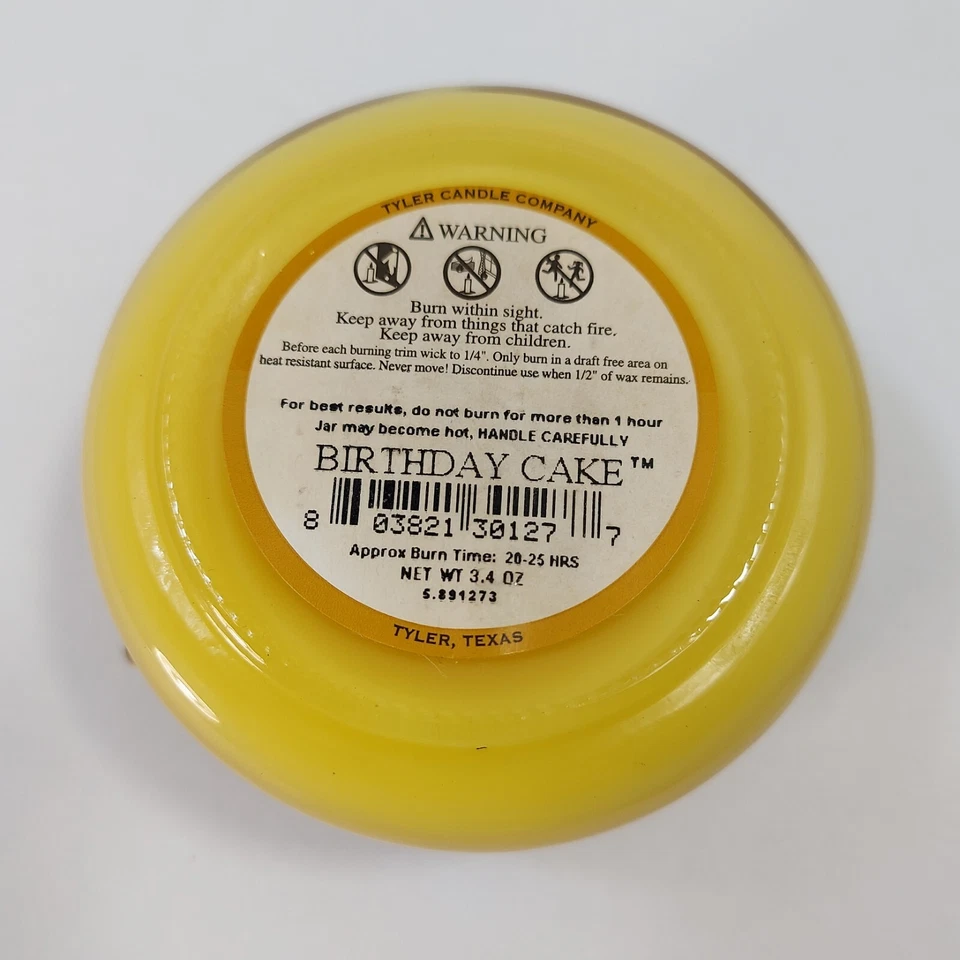 TYLER CANDLE COMPANY
WARNING
Burn within sight.
Keep away from things that catch fire.
Keep away from children.
Before each burning trim wick to 1/4". Only burn in a draft free area on
heat resistant surface. Never move! Discontinue use when 1/2" of wax remains.
For best results, do not burn for more than 1 hour
Jar may become hot, HANDLE CAREFULLY
BIRTHDAY CAKE™
8 03821 30127 7
Approx Burn Time: 20-25 HRS
NET WT 3.4 OZ
5.891273
TYLER, TEXAS